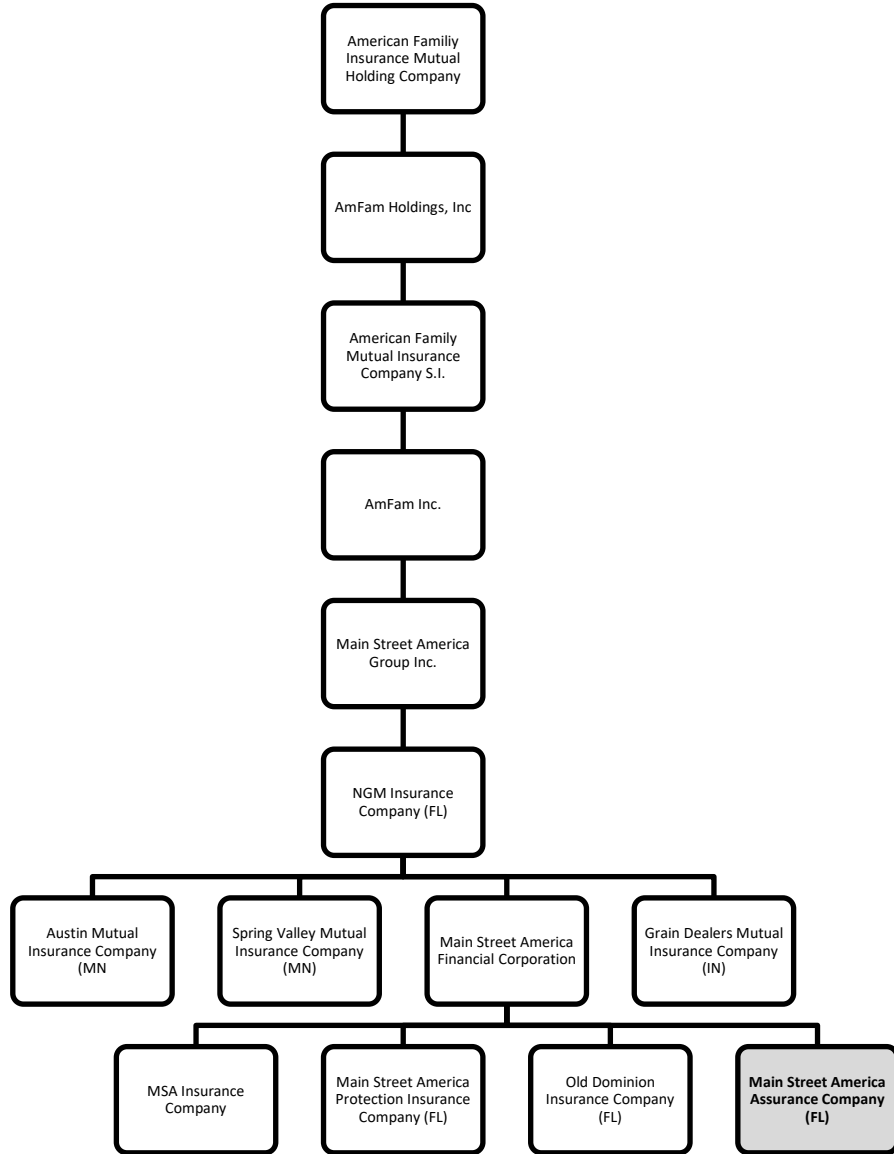 American Familiy
Insurance Mutual
Holding Company
AmFam Holdings, Inc
American Family
Mutual Insurance
Company S.I.
AmFam Inc.
Main Street America
Group Inc.
NGM Insurance
Company (FL)
Austin Mutual
Insurance Company
(MN
Spring Valley Mutual
Insurance Company
(MN)
Main Street America
Financial Corporation
Grain Dealers Mutual
Insurance Company
(IN)
MSA Insurance
Company
Main Street America
Protection Insurance
Company (FL)
Old Dominion
Insurance Company
(FL)
Main Street America
Assurance Company
(FL)